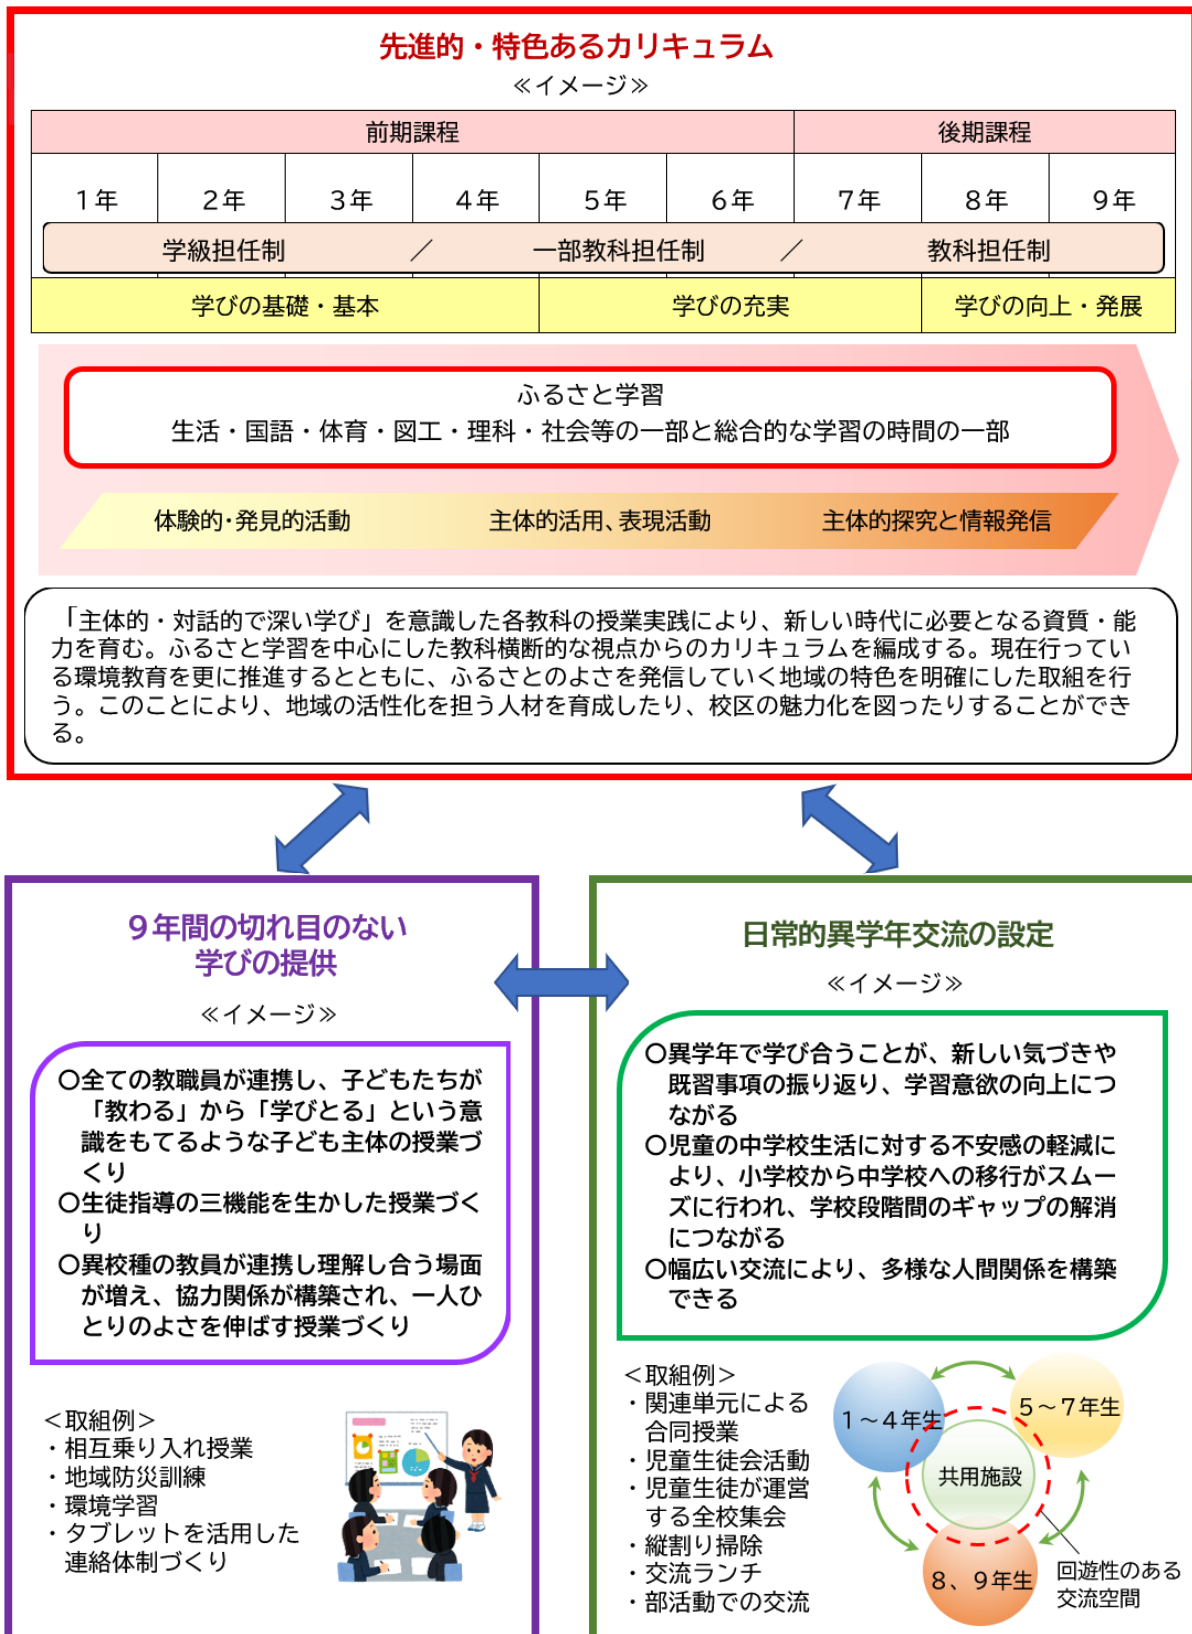 先進的・特色あるカリキュラム
≪イメージ≫
前期課程 後期課程
１年 ２年 ３年 ４年 ５年 ６年 ７年 ８年 ９年
学級担任制 ／ 一部教科担任制 ／ 教科担任制
学びの基礎・基本 学びの充実 学びの向上・発展
ふるさと学習
生活・国語・体育・図工・理科・社会等の一部と総合的な学習の時間の一部
体験的・発見的活動 主体的活用、表現活動 主体的探究と情報発信
「主体的・対話的で深い学び」を意識した各教科の授業実践により、新しい時代に必要となる資質・能
力を育む。ふるさと学習を中心にした教科横断的な視点からのカリキュラムを編成する。現在行ってい
る環境教育を更に推進するとともに、ふるさとのよさを発信していく地域の特色を明確にした取組を行
う。このことにより、地域の活性化を担う人材を育成したり、校区の魅力化を図ったりすることができ
る。
９年間の切れ目のない
学びの提供
≪イメージ≫
○全ての教職員が連携し、子どもたちが
「教わる」から「学びとる」という意
識をもてるような子ども主体の授業づ
くり
○生徒指導の三機能を生かした授業づく
り
○異校種の教員が連携し理解し合う場面
が増え、協力関係が構築され、一人ひ
とりのよさを伸ばす授業づくり
＜取組例＞
・相互乗り入れ授業
・地域防災訓練
・環境学習
・タブレットを活用した
連絡体制づくり
日常的異学年交流の設定
≪イメージ≫
○異学年で学び合うことが、新しい気づきや
既習事項の振り返り、学習意欲の向上につ
ながる
○児童の中学校生活に対する不安感の軽減に
より、小学校から中学校への移行がスムー
ズに行われ、学校段階間のギャップの解消
につながる
○幅広い交流により、多様な人間関係を構築
できる
＜取組例＞
・関連単元による
合同授業
・児童生徒会活動
・児童生徒が運営
する全校集会
・縦割り掃除
・交流ランチ
・部活動での交流
１～４年生
５～７年生
共用施設
８、９年生
回遊性のある
交流空間